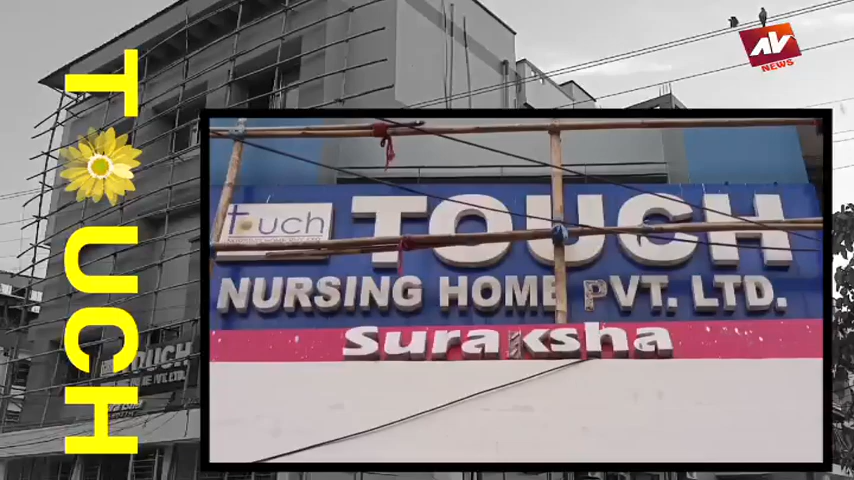 T UCH
AV
NEWS
touch
TOUCH
NURSING HOME PVT. LTD.
Suraksha
TOUCH